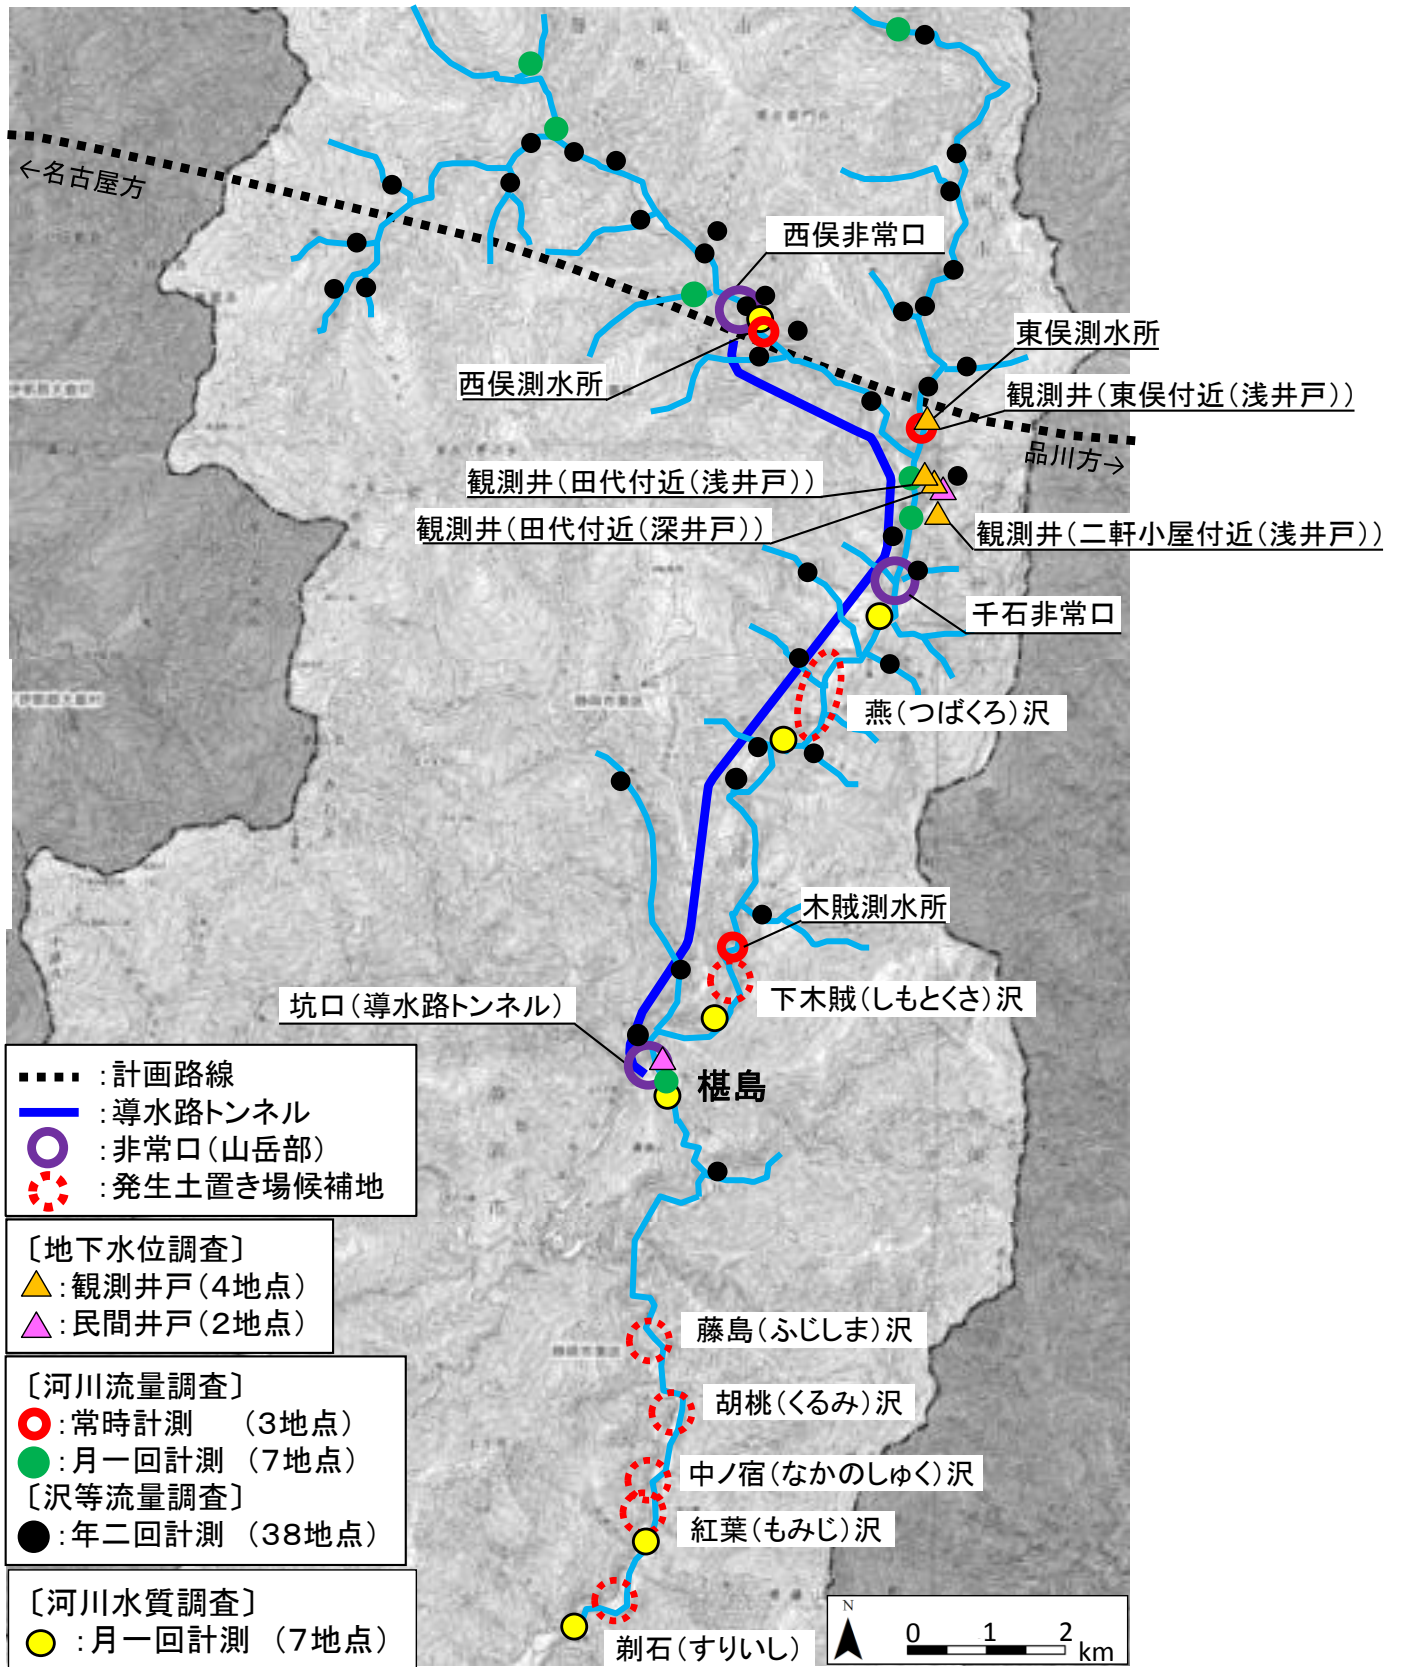 ←名古屋方
西俣非常口
東俣測水所
西俣測水所
観測井(東俣付近(浅井戸))
品川方→
観測井(田代付近(浅井戸))
観測井(田代付近(深井戸))
観測井(二軒小屋付近(浅井戸))
千石非常口
燕(つばくろ)沢
木賊測水所
下木賊(しもとくさ)沢
坑口(導水路トンネル)
椹島
:計画路線
:導水路トンネル
:非常口(山岳部)
:発生土置き場候補地
〔地下水位調査〕
:観測井戸(4地点)
:民間井戸(2地点)
〔河川流量調査〕
:常時計測 (3地点)
:月一回計測 (7地点)
〔沢等流量調査〕
:年二回計測 (38地点)
〔河川水質調査〕
:月一回計測 (7地点)
藤島(ふじしま)沢
胡桃(くるみ)沢
中ノ宿(なかのしゅく)沢
紅葉(もみじ)沢
剃石(すりいし)
N
0 1 2
km